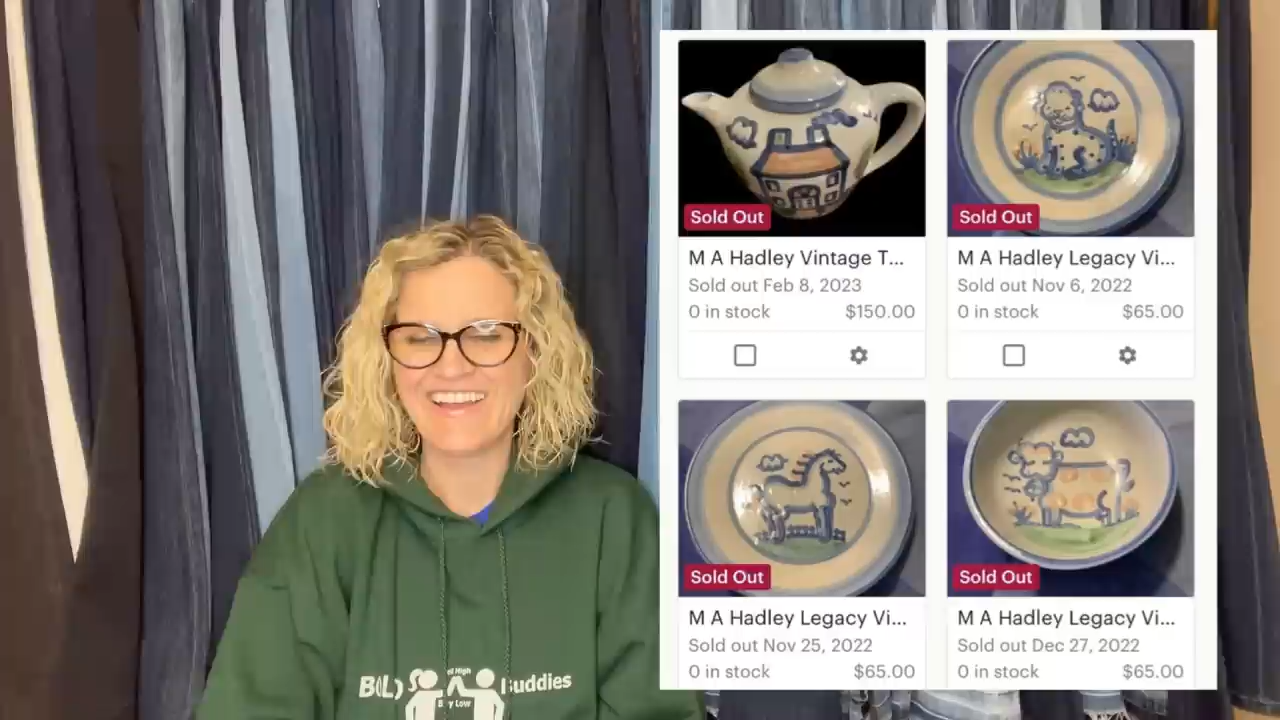 Sold Out
M A Hadley Vintage T...
Sold out Feb 8, 2023
0 in stock $150.00
Sold Out
M A Hadley Legacy Vi...
Sold out Nov 6, 2022
0 in stock $65.00
Sold Out
M A Hadley Legacy Vi...
Sold out Nov 25, 2022
0 in stock $65.00
Sold Out
M A Hadley Legacy Vi...
Sold out Dec 27, 2022
0 in stock $65.00
High
Low